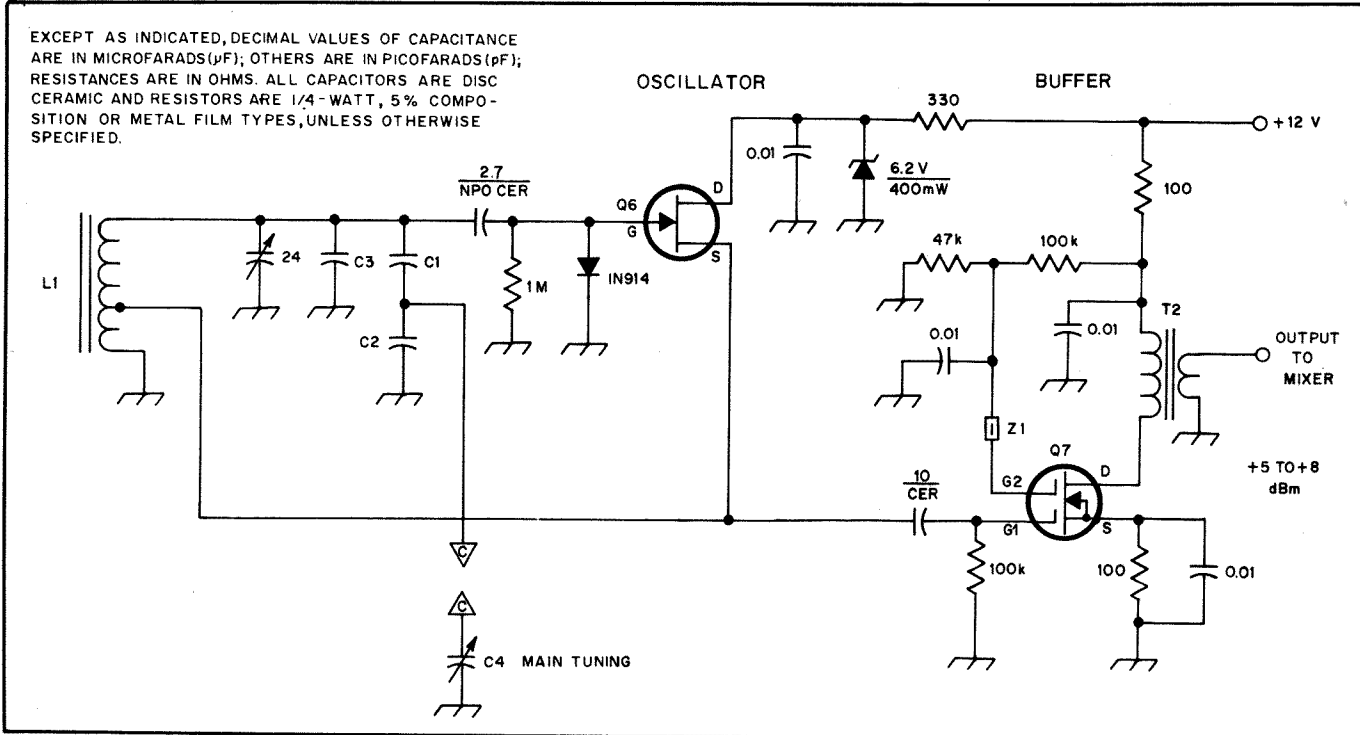 EXCEPT AS INDICATED, DECIMAL VALUES OF CAPACITANCE
ARE IN MICROFARADS (µF); OTHERS ARE IN PICOFARADS (pF);
RESISTANCES ARE IN OHMS. ALL CAPACITORS ARE DISC
CERAMIC AND RESISTORS ARE 1/4-WATT, 5% COMPO-
SITION OR METAL FILM TYPES, UNLESS OTHERWISE
SPECIFIED.
OSCILLATOR
BUFFER
330
+12 V
0.01
6.2 V
400mW
100
2.7
NPO CER
Q6
D
G
S
L1
24
C3
C1
1M
IN914
C2
47k
100k
0.01
0.01
T2
OUTPUT
TO
MIXER
Z1
Q7
D
G2
G1
S
+5 TO +8
dBm
10
CER
100k
100
0.01
C
C
C4 MAIN TUNING